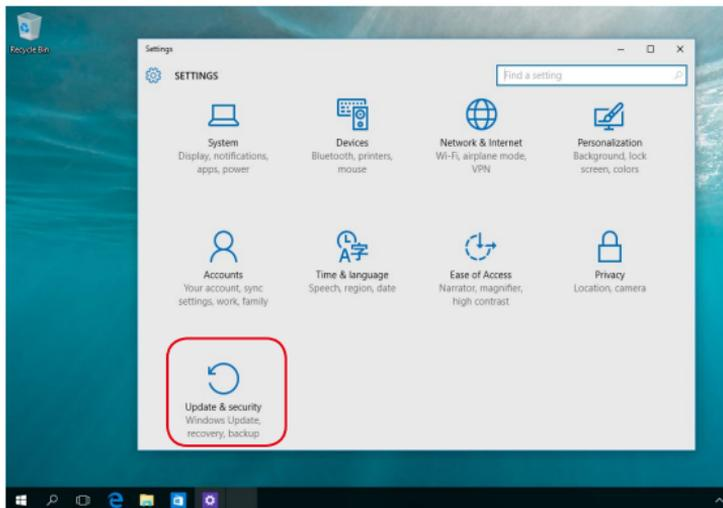 Recycle Bin
Settings
SETTINGS
Find a setting
System
Display, notifications,
apps, power
Devices
Bluetooth, printers,
mouse
Network & Internet
Wi-Fi, airplane mode,
VPN
Personalization
Background, lock
screen, colors
Accounts
Your account, sync
settings, work, family
Time & language
Speech, region, date
Ease of Access
Narrator, magnifier,
high contrast
Privacy
Location, camera
Update & security
Windows Update,
recovery, backup